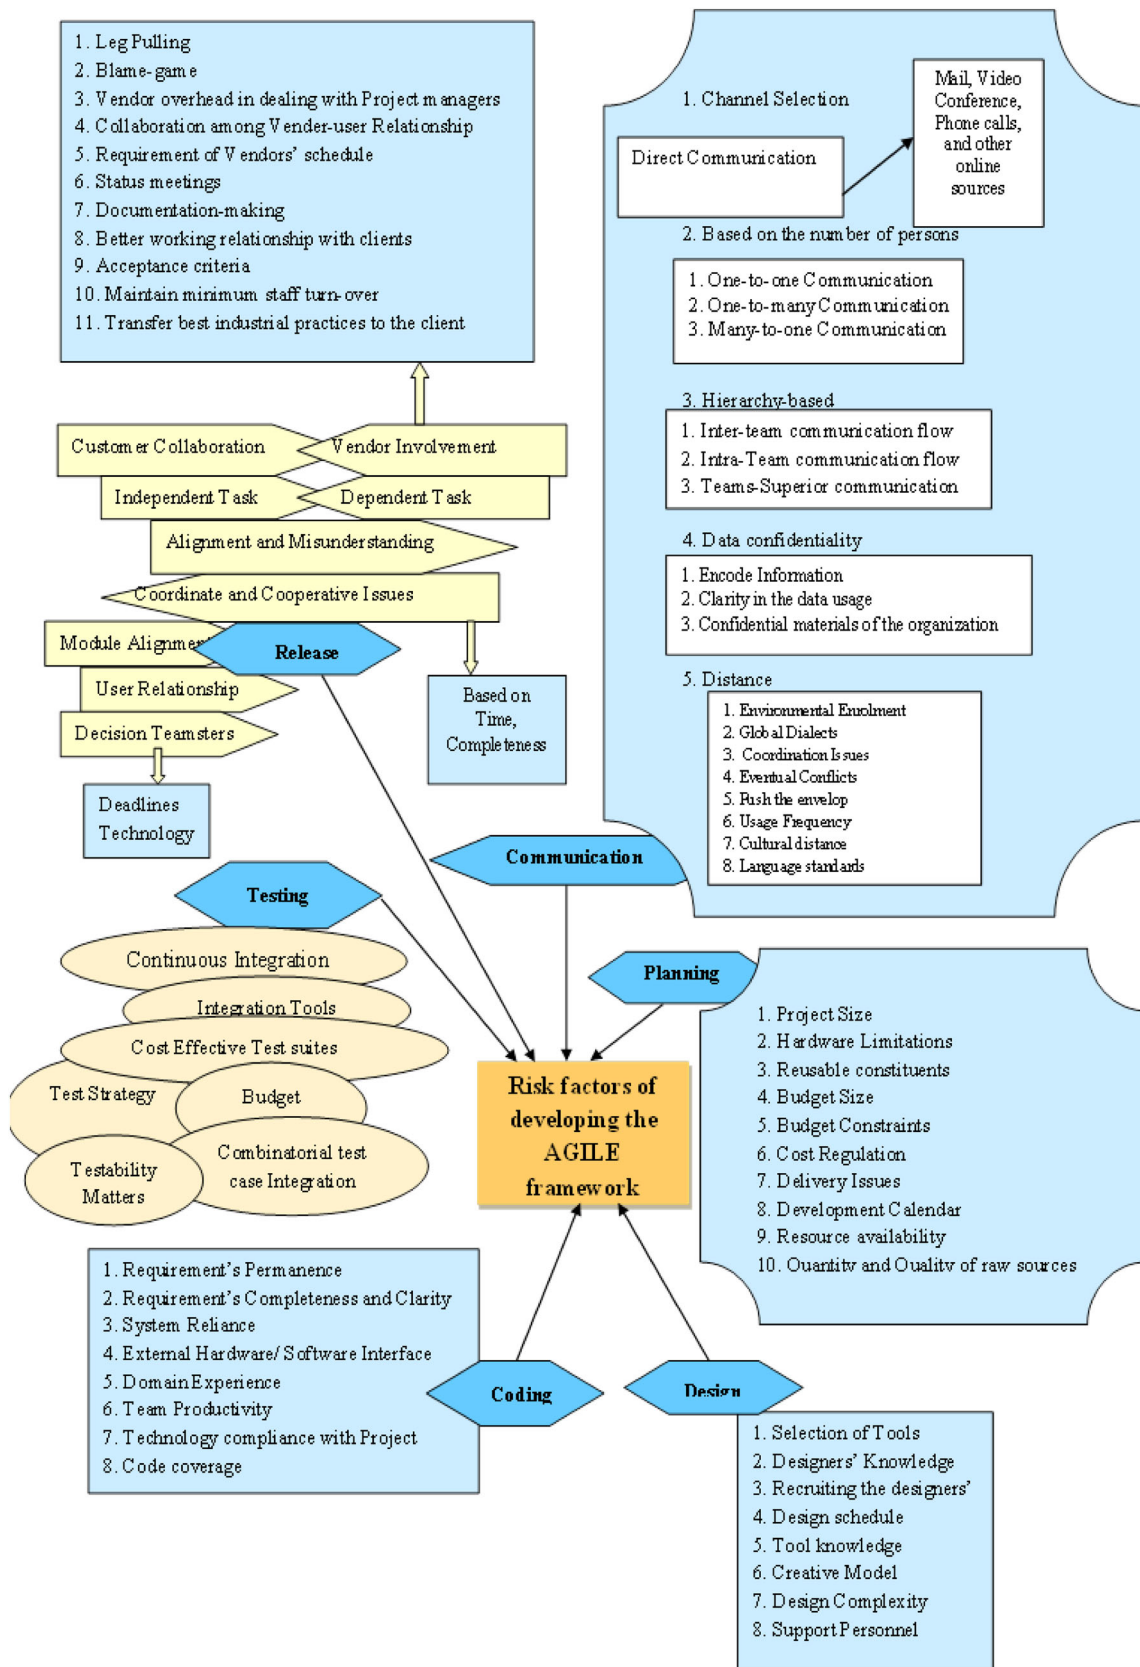 1. Leg Pulling
2. Blame-game
3. Vendor overhead in dealing with Project managers
4. Collaboration among Vender-user Relationship
5. Requirement of Vendors' schedule
6. Status meetings
7. Documentation-making
8. Better working relationship with clients
9. Acceptance criteria
10. Maintain minimum staff turn-over
11. Transfer best industrial practices to the client
1. Channel Selection
Direct Communication
Mail, Video
Conference,
Phone calls,
and other
online
sources
2. Based on the number of persons
1. One-to-one Communication
2. One-to-many Communication
3. Many-to-one Communication
3. Hierarchy-based
1. Inter-team communication flow
2. Intra-Team communication flow
3. Teams-Superior communication
4. Data confidentiality
1. Encode Information
2. Clarity in the data usage
3. Confidential materials of the organization
5. Distance
1. Environmental Enrolment
2. Global Dialects
3. Coordination Issues
4. Eventual Conflicts
5. Push the envelop
6. Usage Frequency
7. Cultural distance
8. Language standards
Customer Collaboration
Vendor Involvement
Independent Task
Dependent Task
Alignment and Misunderstanding
Coordinate and Cooperative Issues
Module Alignment
Release
User Relationship
Decision Teamsters
Based on
Time,
Completeness
Deadlines
Technology
Communication
Testing
Continuous Integration
Integration Tools
Cost Effective Test suites
Test Strategy
Budget
Testability
Matters
Combinatorial test
case Integration
Planning
1. Project Size
2. Hardware Limitations
3. Reusable constituents
4. Budget Size
5. Budget Constraints
6. Cost Regulation
7. Delivery Issues
8. Development Calendar
9. Resource availability
10. Quantity and Quality of raw sources
Risk factors of
developing the
AGILE
framework
1. Requirement's Permanence
2. Requirement's Completeness and Clarity
3. System Reliance
4. External Hardware/ Software Interface
5. Domain Experience
6. Team Productivity
7. Technology compliance with Project
8. Code coverage
Coding
Design
1. Selection of Tools
2. Designers' Knowledge
3. Recruiting the designers'
4. Design schedule
5. Tool knowledge
6. Creative Model
7. Design Complexity
8. Support Personnel